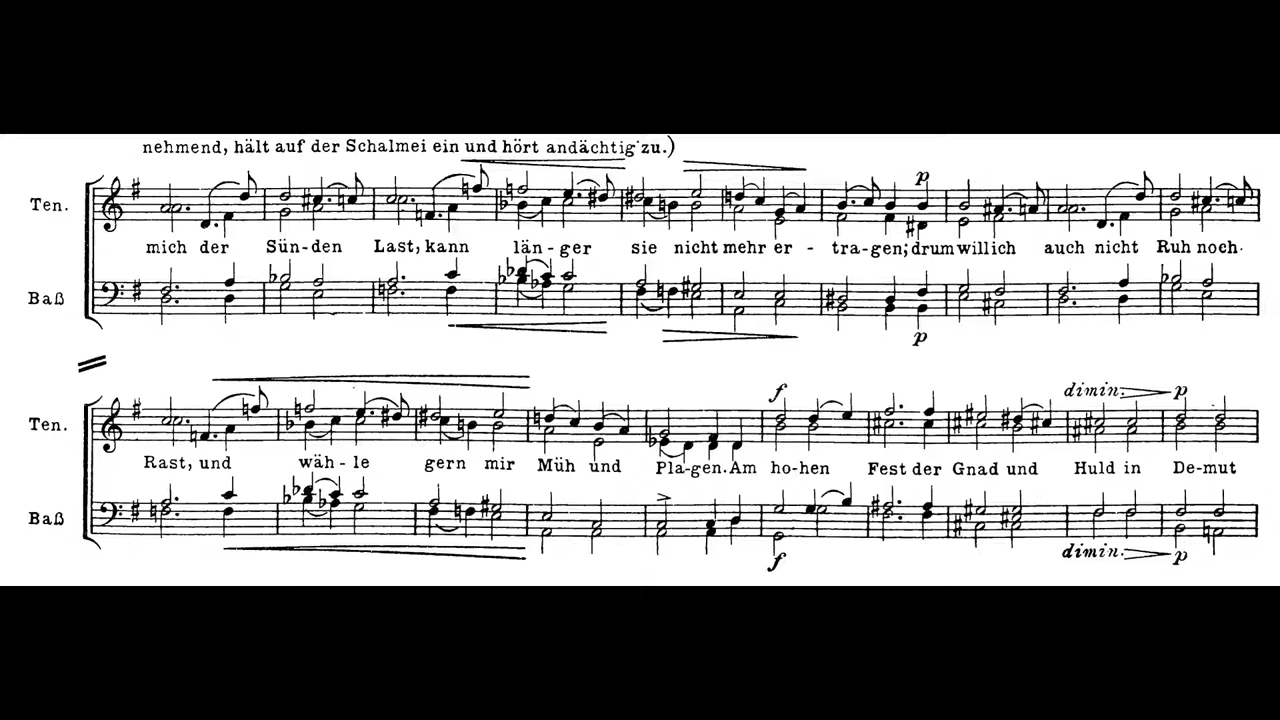 nehmend, hält auf der Schalmei ein und hört andächtig zu.)
p
Ten.
mich der Sün-den Last, kann län-ger sie nicht mehr er-tra-gen; drum will ich auch nicht Ruh noch
Baß
p
f dimin. p
Ten.
Rast, und wäh-le gern mir Müh und Pla-gen. Am ho-hen Fest der Gnad und Huld in De-mut
Baß
f dimin. p